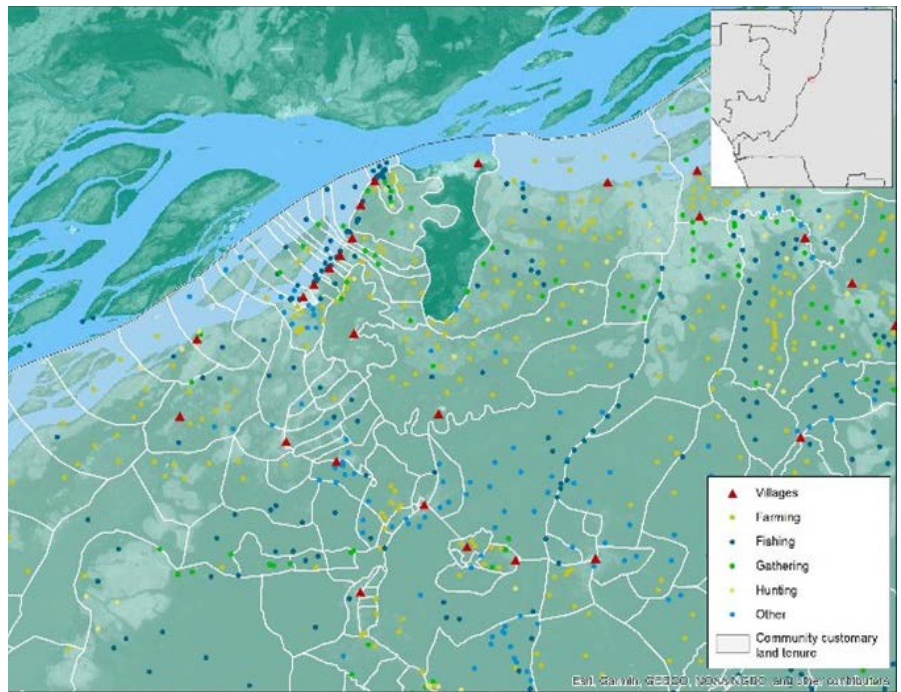 Villages
Farming
Fishing
Gathering
Hunting
Other
Community customary
land tenure
Esri, Garmin, GEBCO, NOAA NGDC, and other contributors